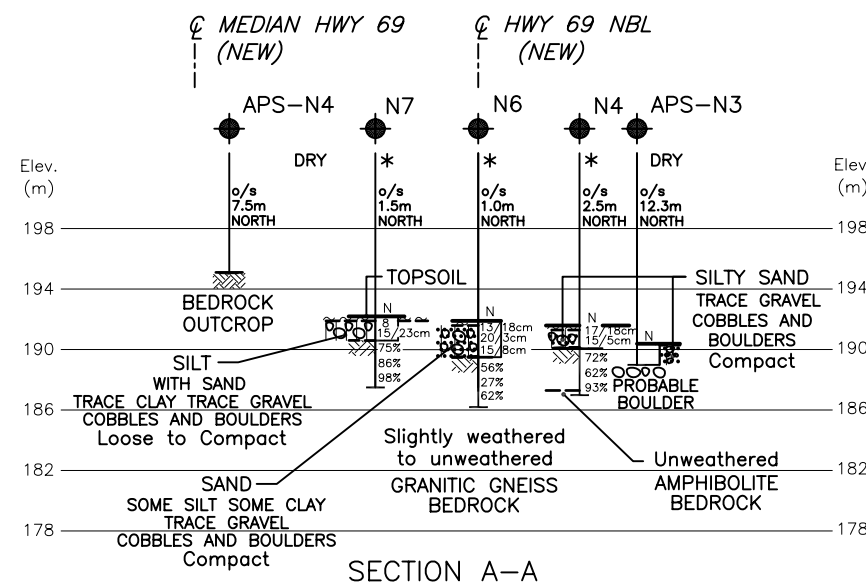 ℄ MEDIAN HWY 69
(NEW)
℄ HWY 69 NBL
(NEW)
APS-N4
N7
N6
N4
APS-N3
Elev.
(m)
DRY
*
*
*
DRY
Elev
(m)
o/s
7.5m
NORTH
o/s
1.5m
NORTH
o/s
1.0m
NORTH
o/s
2.5m
NORTH
o/s
12.3m
NORTH
198
198
194
194
190
190
186
186
182
182
178
178
TOPSOIL
BEDROCK
OUTCROP
N
8
15/23cm
75%
86%
98%
N
13/18cm
20/3cm
15/8cm
56%
27%
62%
N
17/18cm
15/5cm
72%
62%
93%
N
SILTY SAND
TRACE GRAVEL
COBBLES AND
BOULDERS
Compact
PROBABLE
BOULDER
SILT
WITH SAND
TRACE CLAY TRACE GRAVEL
COBBLES AND BOULDERS
Loose to Compact
SAND
SOME SILT SOME CLAY
TRACE GRAVEL
COBBLES AND BOULDERS
Compact
Slightly weathered
to unweathered
GRANITIC GNEISS
BEDROCK
Unweathered
AMPHIBOLITE
BEDROCK
SECTION A-A